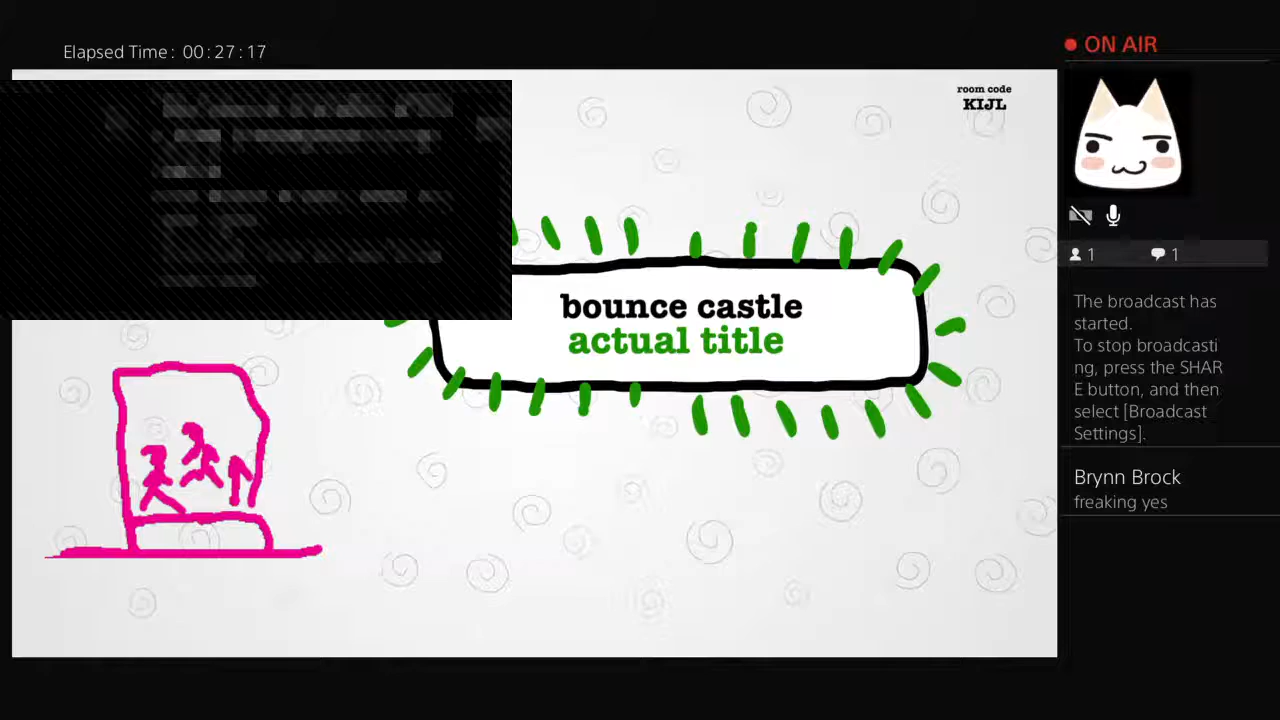 Elapsed Time: 00:27:17
ON AIR
room code
KIJL
bounce castle
actual title
1 1
The broadcast has
started.
To stop broadcasti
ng, press the SHAR
E button, and then
select [Broadcast
Settings].
Brynn Brock
freaking yes